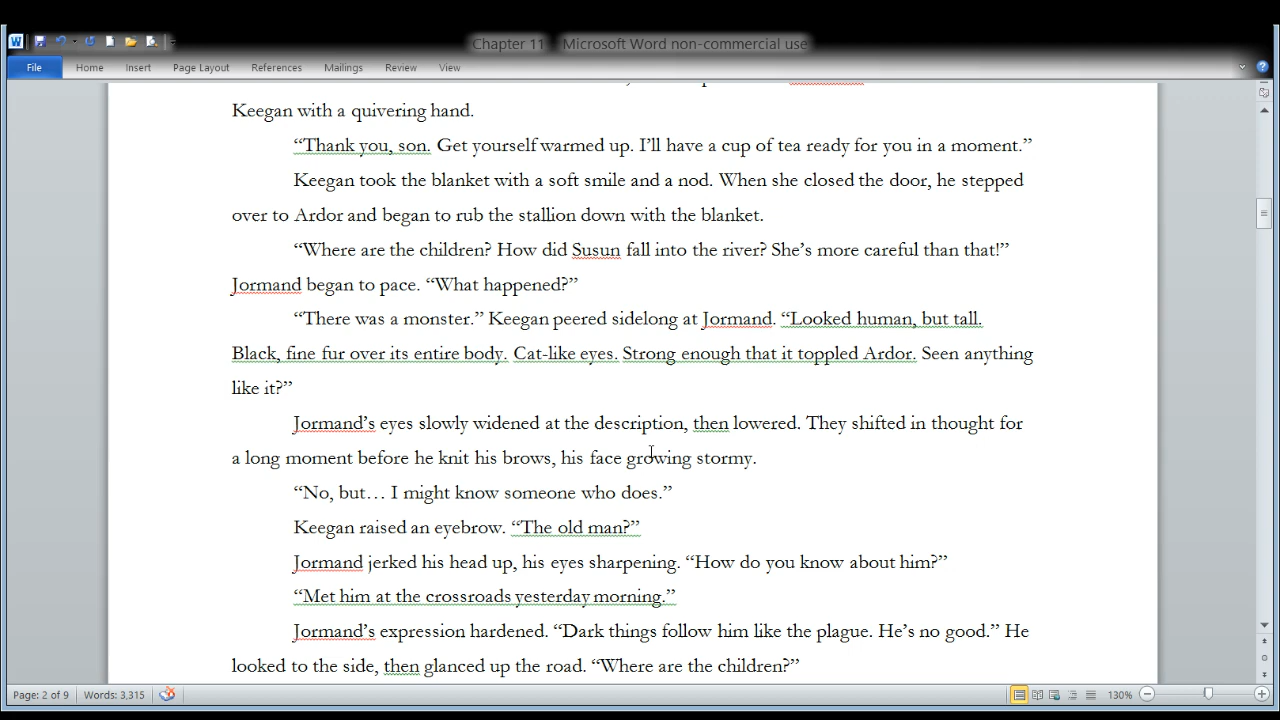 Chapter 11 Microsoft Word non-commercial use
File Home Insert Page Layout References Mailings Review View
Keegan with a quivering hand.
“Thank you, son. Get yourself warmed up. I’ll have a cup of tea ready for you in a moment.”
Keegan took the blanket with a soft smile and a nod. When she closed the door, he stepped
over to Ardor and began to rub the stallion down with the blanket.
“Where are the children? How did Susun fall into the river? She’s more careful than that!”
Jormand began to pace. “What happened?”
“There was a monster.” Keegan peered sidelong at Jormand. “Looked human, but tall.
Black, fine fur over its entire body. Cat-like eyes. Strong enough that it toppled Ardor. Seen anything
like it?”
Jormand’s eyes slowly widened at the description, then lowered. They shifted in thought for
a long moment before he knit his brows, his face growing stormy.
“No, but… I might know someone who does.”
Keegan raised an eyebrow. “The old man?”
Jormand jerked his head up, his eyes sharpening. “How do you know about him?”
“Met him at the crossroads yesterday morning.”
Jormand’s expression hardened. “Dark things follow him like the plague. He’s no good.” He
looked to the side, then glanced up the road. “Where are the children?”
Page: 2 of 9 Words: 3,315 130%